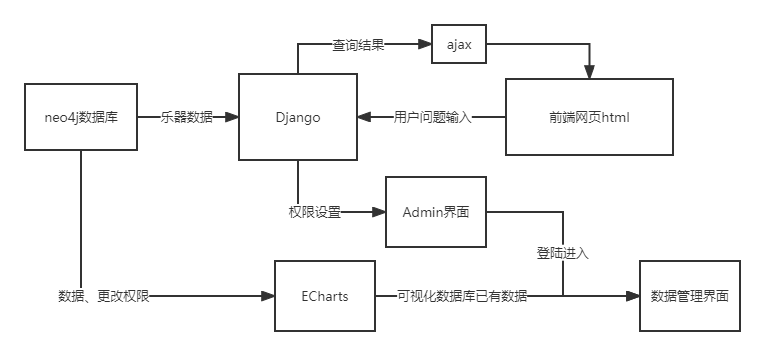 查询结果
ajax
neo4j数据库
乐器数据
Django
用户问题输入
前端网页html
权限设置
Admin界面
登陆进入
数据、更改权限
ECharts
可视化数据库已有数据
数据管理界面